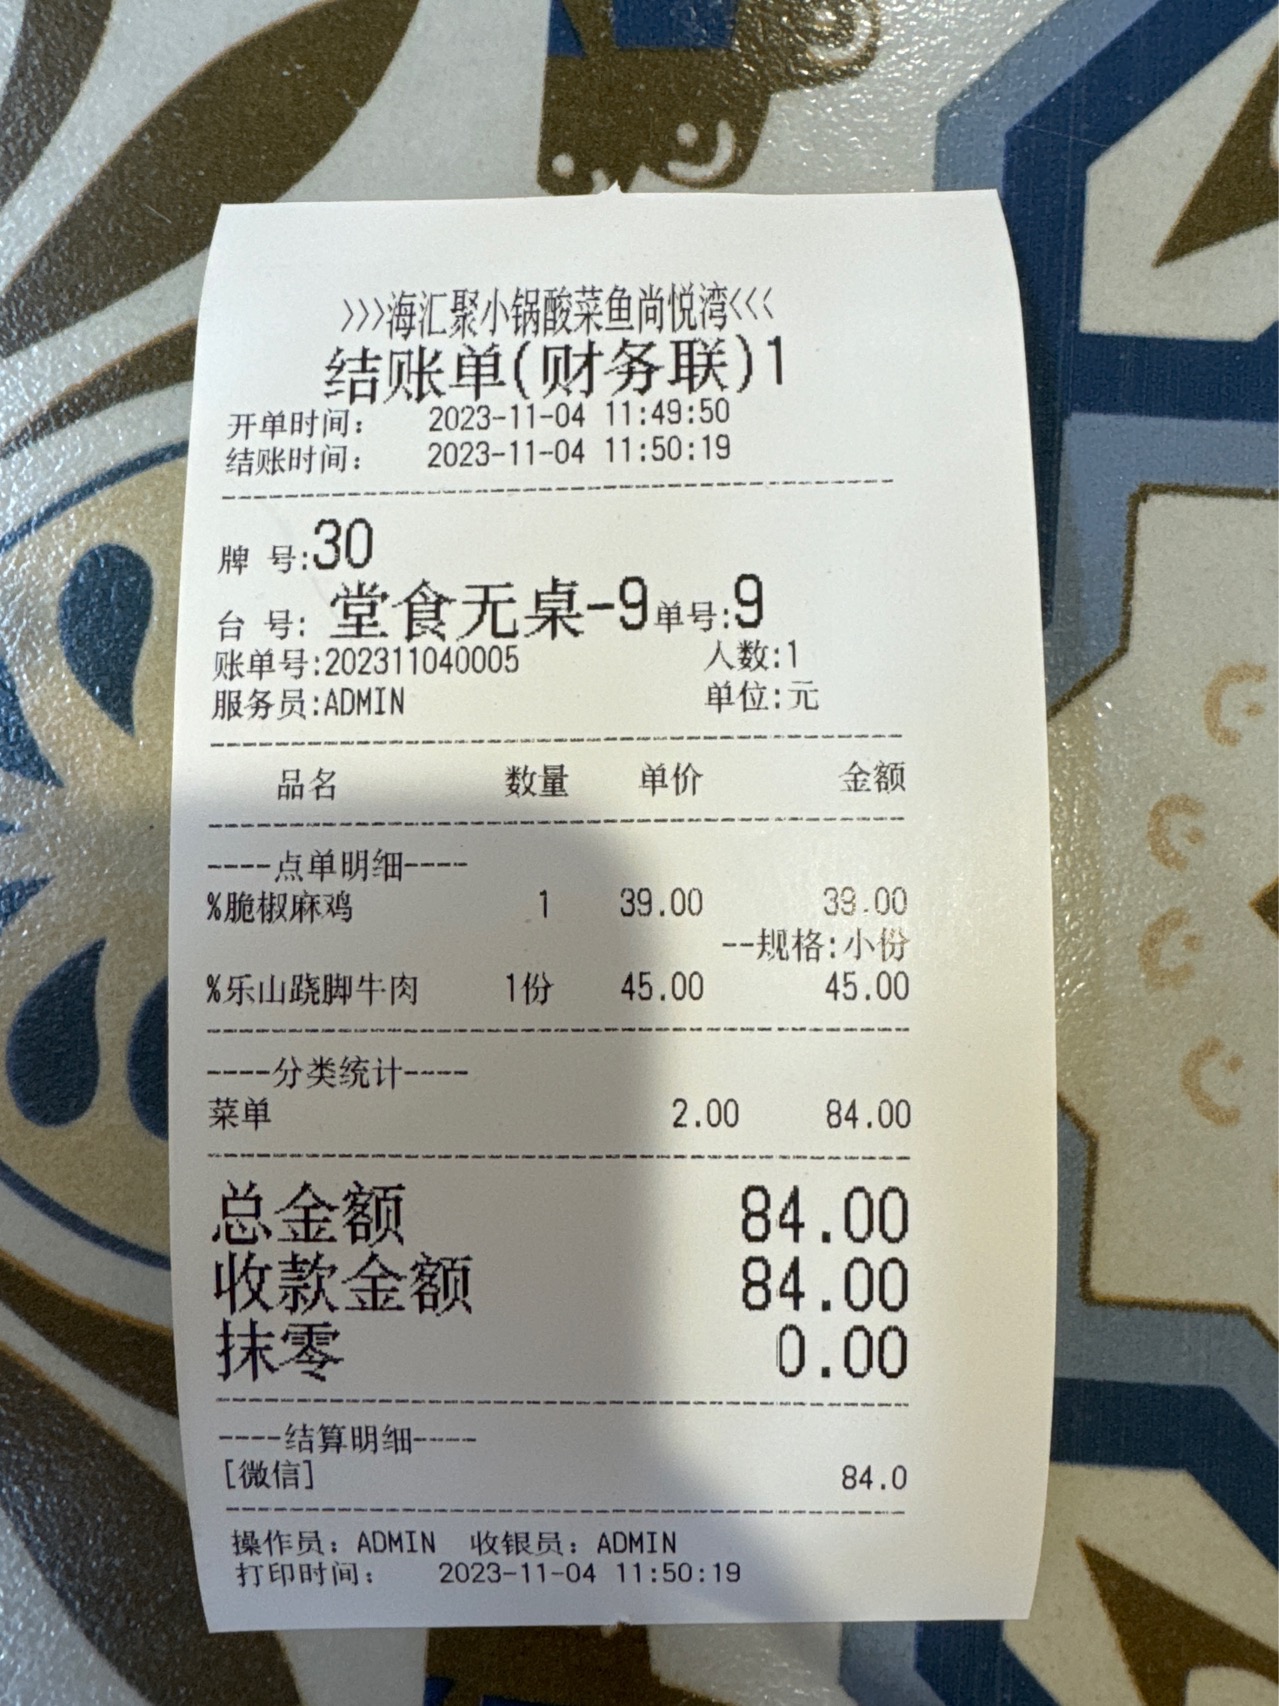 >>>海汇聚小锅酸菜鱼尚悦湾<<<
结账单(财务联)1
开单时间： 2023-11-04 11:49:50
结账时间： 2023-11-04 11:50:19
牌 号:30
台 号: 堂食无桌-9单号:9
账单号:202311040005 人数:1
服务员:ADMIN 单位:元
品名 数量 单价 金额
----点单明细----
%脆椒麻鸡 1 39.00 39.00
--规格:小份
%乐山跷脚牛肉 1份 45.00 45.00
----分类统计----
菜单 2.00 84.00
总金额 84.00
收款金额 84.00
抹零 0.00
----结算明细----
[微信] 84.0
操作员：ADMIN 收银员：ADMIN
打印时间： 2023-11-04 11:50:19